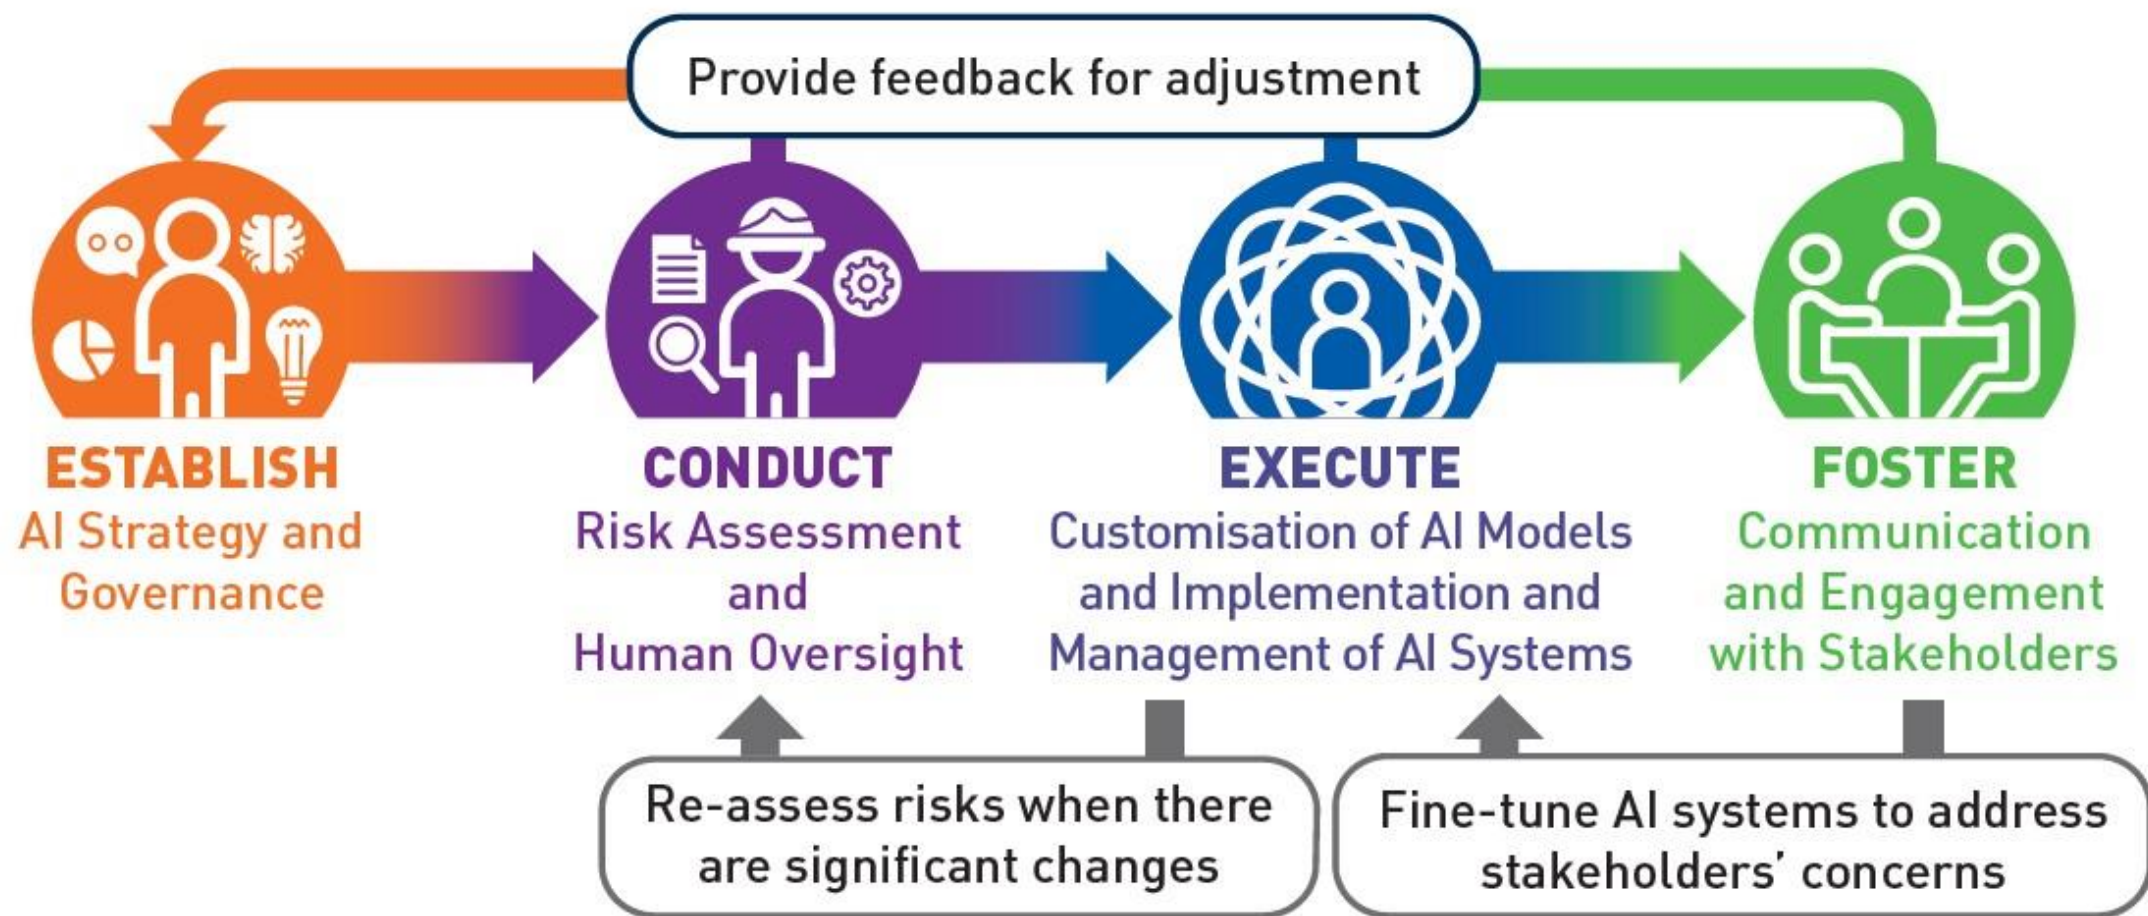 Provide feedback for adjustment
ESTABLISH
AI Strategy and
Governance
CONDUCT
Risk Assessment
and
Human Oversight
EXECUTE
Customisation of AI Models
and Implementation and
Management of AI Systems
FOSTER
Communication
and Engagement
with Stakeholders
Re-assess risks when there
are significant changes
Fine-tune AI systems to address
stakeholders’ concerns